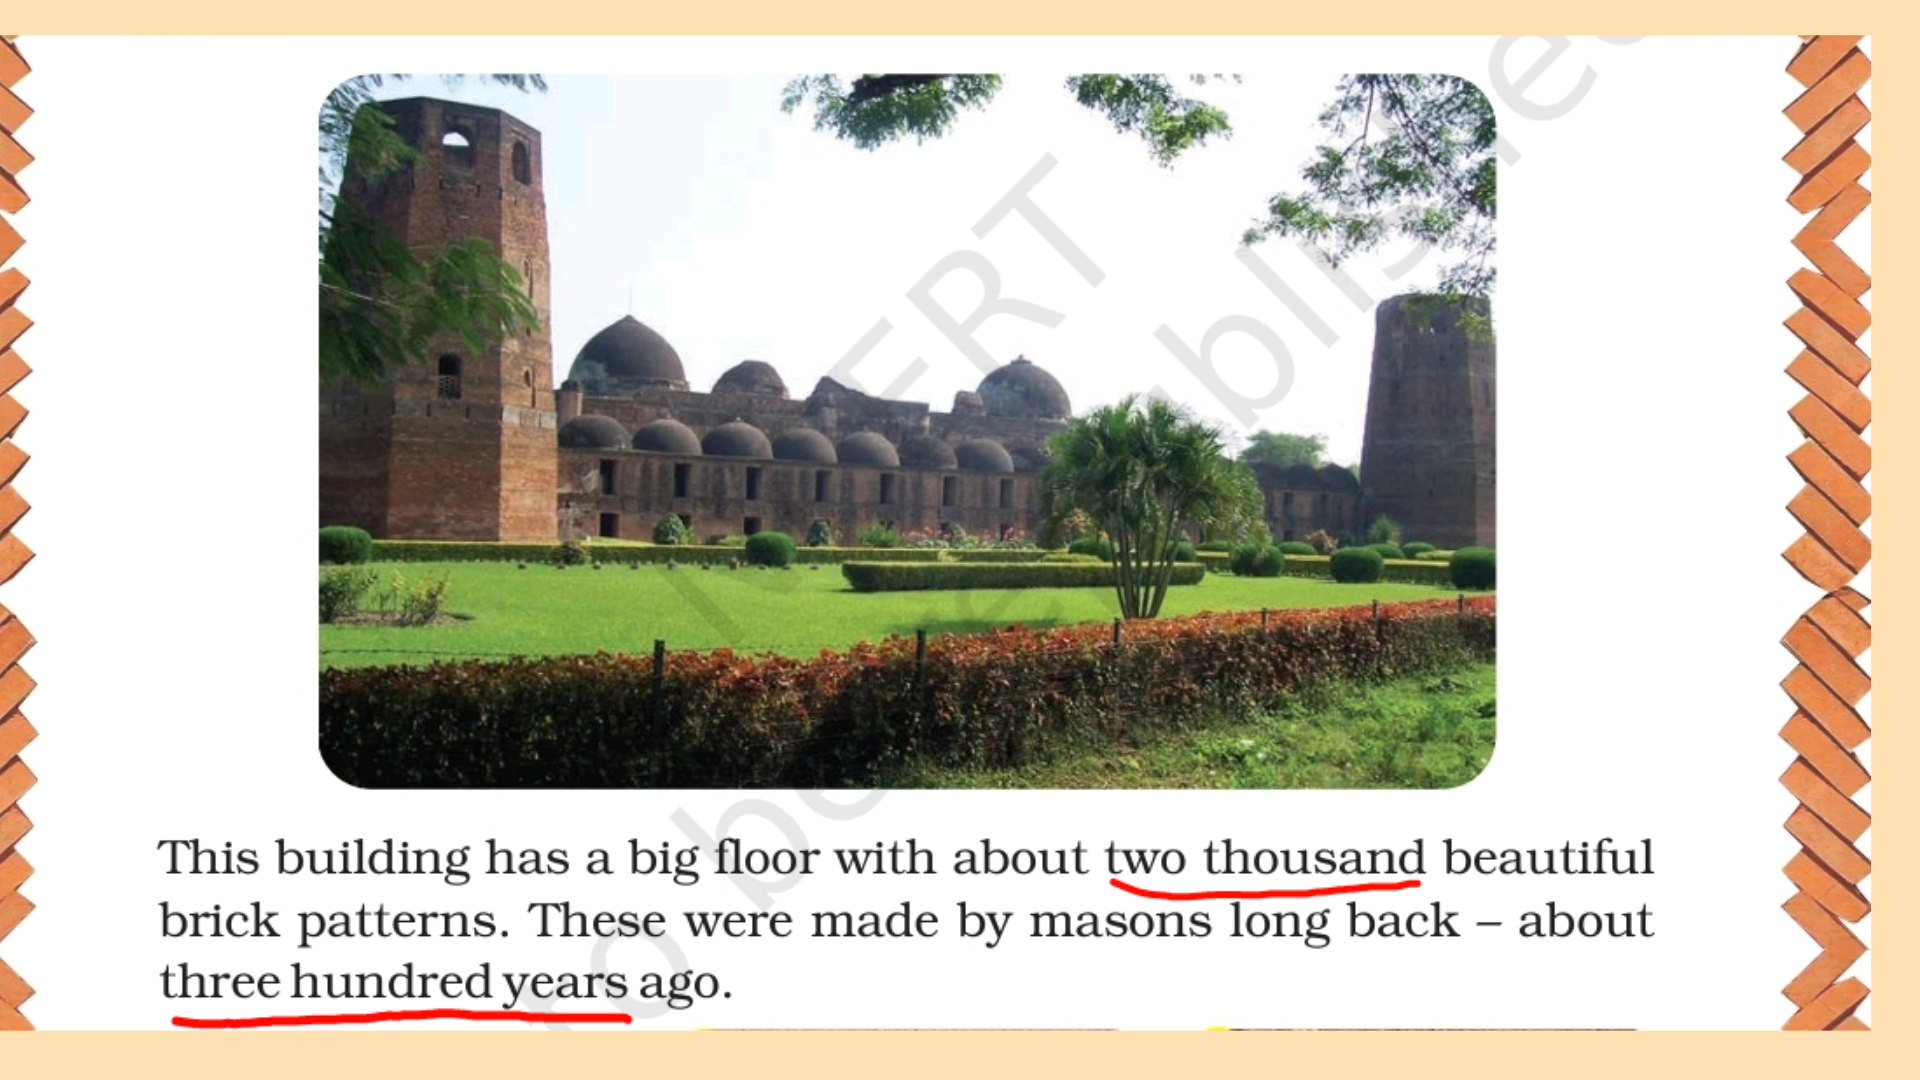 This building has a big floor with about two thousand beautiful
brick patterns. These were made by masons long back – about
three hundred years ago.